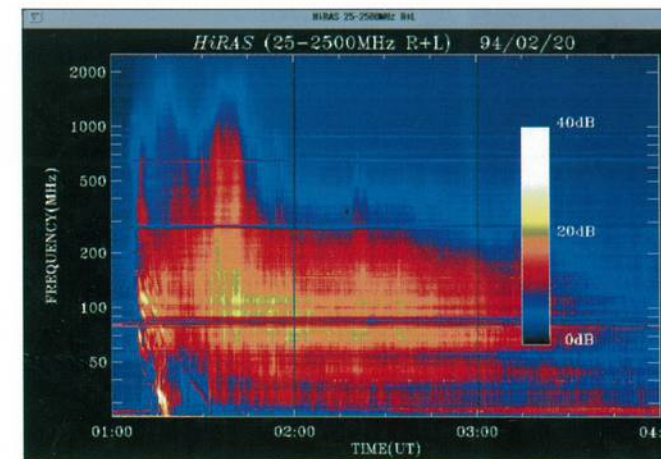 HiRAS 25-2500MHz R+L
HiRAS (25-2500MHz R+L) 94/02/20
2000
1000
500
200
100
50
FREQUENCY(MHz)
40dB
20dB
0dB
01:00 02:00 03:00 04:
TIME(UT)